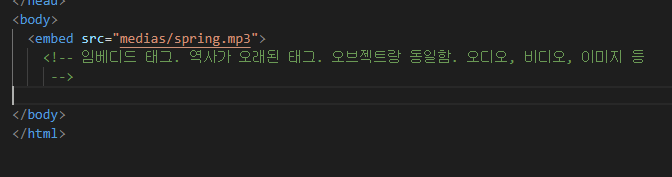 </head>
<body>
<embed src="medias/spring.mp3">
<!-- 임베디드 태그. 역사가 오래된 태그. 오브젝트랑 동일함. 오디오, 비디오, 이미지 등
-->
</body>
</html>